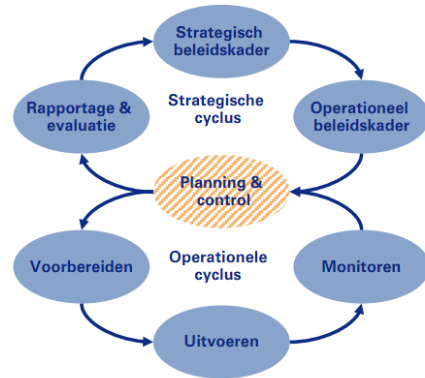 Strategisch
beleidskader
Rapportage &
evaluatie
Strategische
cyclus
Operationeel
beleidskader
Planning &
control
Voorbereiden
Operationele
cyclus
Monitoren
Uitvoeren